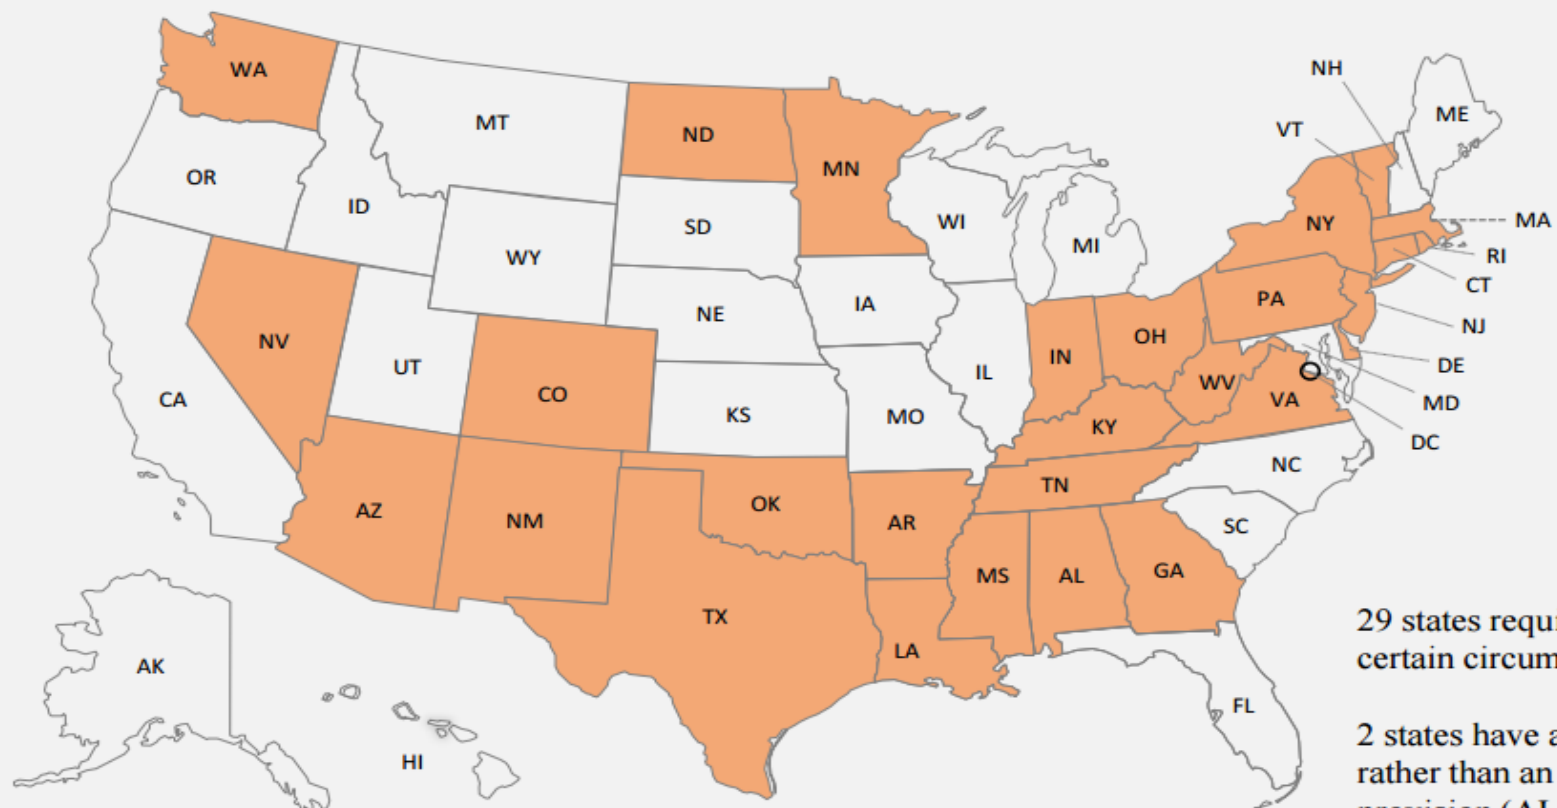 WA
MT
ND
MN
OR
ID
SD
WY
WI
MI
NH
VT
ME
NY
MA
RI
CT
NJ
PA
DE
MD
DC
NV
UT
CA
CO
NE
IA
KS
MO
IL
IN
OH
WV
VA
KY
TN
NC
SC
AZ
NM
OK
AR
TX
LA
MS
AL
GA
FL
AK
HI
29 states requi
certain circum
2 states have a
rather than an